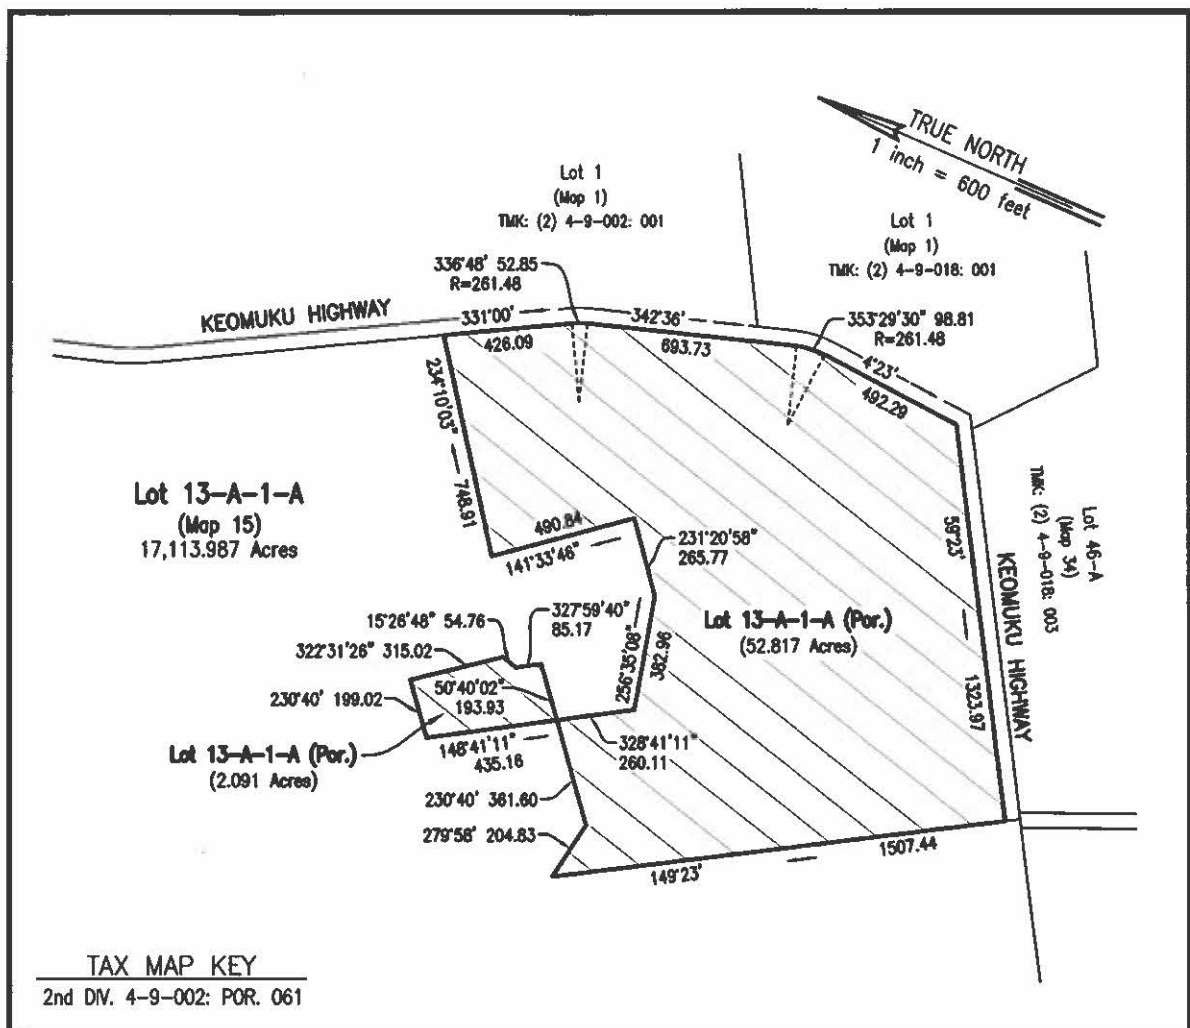 TRUE NORTH
1 inch = 600 feet
Lot 1
(Map 1)
TMK: (2) 4-9-002: 001
Lot 1
(Map 1)
TMK: (2) 4-9-018: 001
336°48' 52.85
R=261.48
KEOMUKU HIGHWAY
331°00'
426.09
342°36'
693.73
353°29'30" 98.81
R=261.48
4°23'
492.29
234°10'03"
748.91
Lot 13-A-1-A
(Map 15)
17,113.987 Acres
490.84
141°33'46"
231°20'58"
265.77
59°23'
1323.97
KEOMUKU HIGHWAY
Lot 46-A
(Map 34)
TMK: (2) 4-9-018: 003
15°26'48" 54.76
327°59'40"
85.17
Lot 13-A-1-A (Por.)
(52.817 Acres)
322°31'26" 315.02
256°35'08"
382.96
230°40' 199.02
50°40'02"
193.93
Lot 13-A-1-A (Por.)
(2.091 Acres)
148°41'11"
435.16
328°41'11"
260.11
230°40' 361.60
279°58' 204.83
149°23'
1507.44
TAX MAP KEY
2nd DIV. 4-9-002: POR. 061